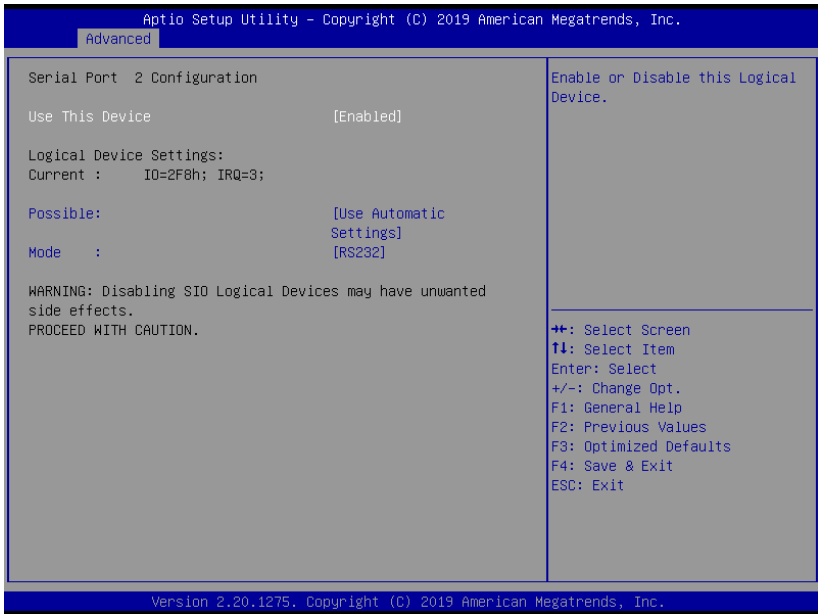 Aptio Setup Utility – Copyright (C) 2019 American Megatrends, Inc.
Advanced
Serial Port  2 Configuration
Use This Device [Enabled]
Logical Device Settings:
Current : IO=2F8h; IRQ=3;
Possible: [Use Automatic
Settings]
Mode : [RS232]
WARNING: Disabling SIO Logical Devices may have unwanted
side effects.
PROCEED WITH CAUTION.
Enable or Disable this Logical
Device.
→←: Select Screen
↑↓: Select Item
Enter: Select
+/-: Change Opt.
F1: General Help
F2: Previous Values
F3: Optimized Defaults
F4: Save & Exit
ESC: Exit
Version 2.20.1275. Copyright (C) 2019 American Megatrends, Inc.